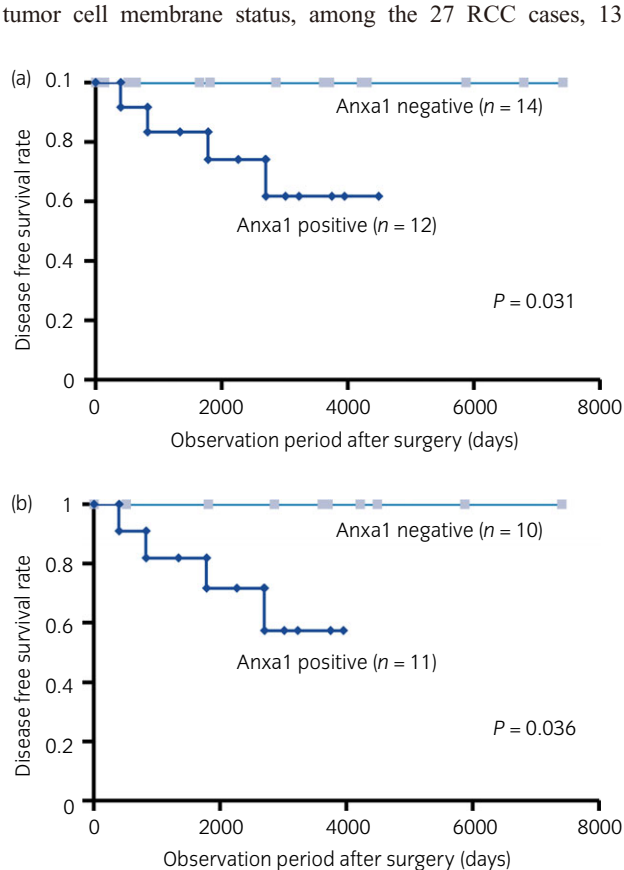 tumor cell membrane status, among the 27 RCC cases, 13
(a)
0.1
Anxa1 negative (n = 14)
0.8
0.6
Anxa1 positive (n = 12)
0.4
P = 0.031
0.2
0
Disease free survival rate
0 2000 4000 6000 8000
Observation period after surgery (days)
(b)
1
Anxa1 negative (n = 10)
0.8
0.6
Anxa1 positive (n = 11)
0.4
P = 0.036
0.2
0
Disease free survival rate
0 2000 4000 6000 8000
Observation period after surgery (days)